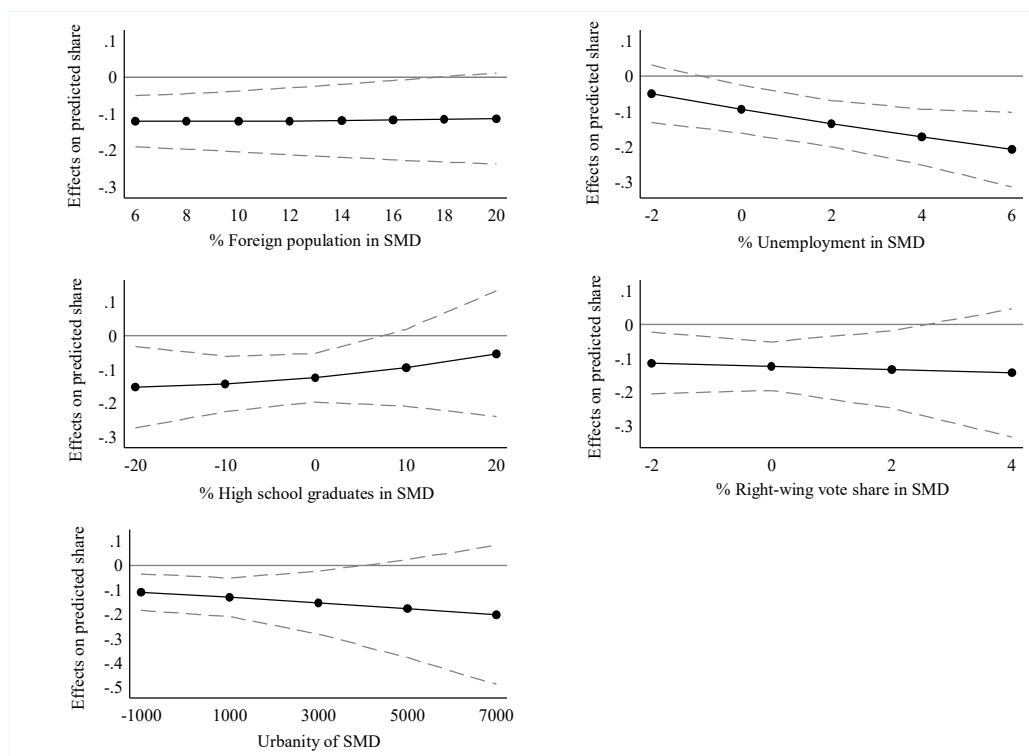 Effects on predicted share
.1
0
-.1
-.2
-.3
6 8 10 12 14 16 18 20
% Foreign population in SMD
Effects on predicted share
.1
0
-.1
-.2
-.3
-2 0 2 4 6
% Unemployment in SMD
Effects on predicted share
.1
0
-.1
-.2
-.3
-20 -10 0 10 20
% High school graduates in SMD
Effects on predicted share
.1
0
-.1
-.2
-.3
-2 0 2 4
% Right-wing vote share in SMD
Effects on predicted share
.1
0
-.1
-.2
-.3
-.4
-.5
-1000 1000 3000 5000 7000
Urbanity of SMD